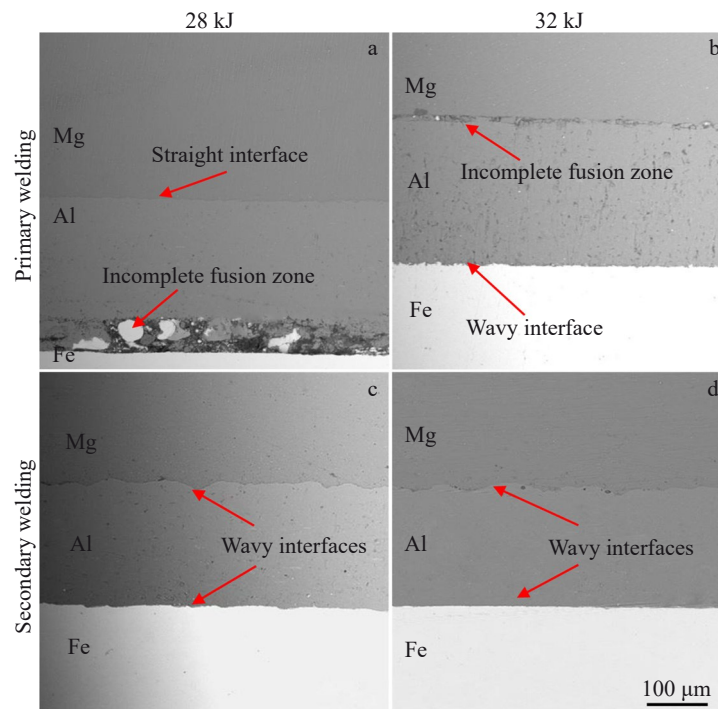 28 kJ
32 kJ
Primary welding
a
Mg
Straight interface
Al
Incomplete fusion zone
Fe
b
Mg
Incomplete fusion zone
Al
Fe
Wavy interface
Secondary welding
c
Mg
Al
Wavy interfaces
Fe
d
Mg
Al
Wavy interfaces
Fe
100 μm